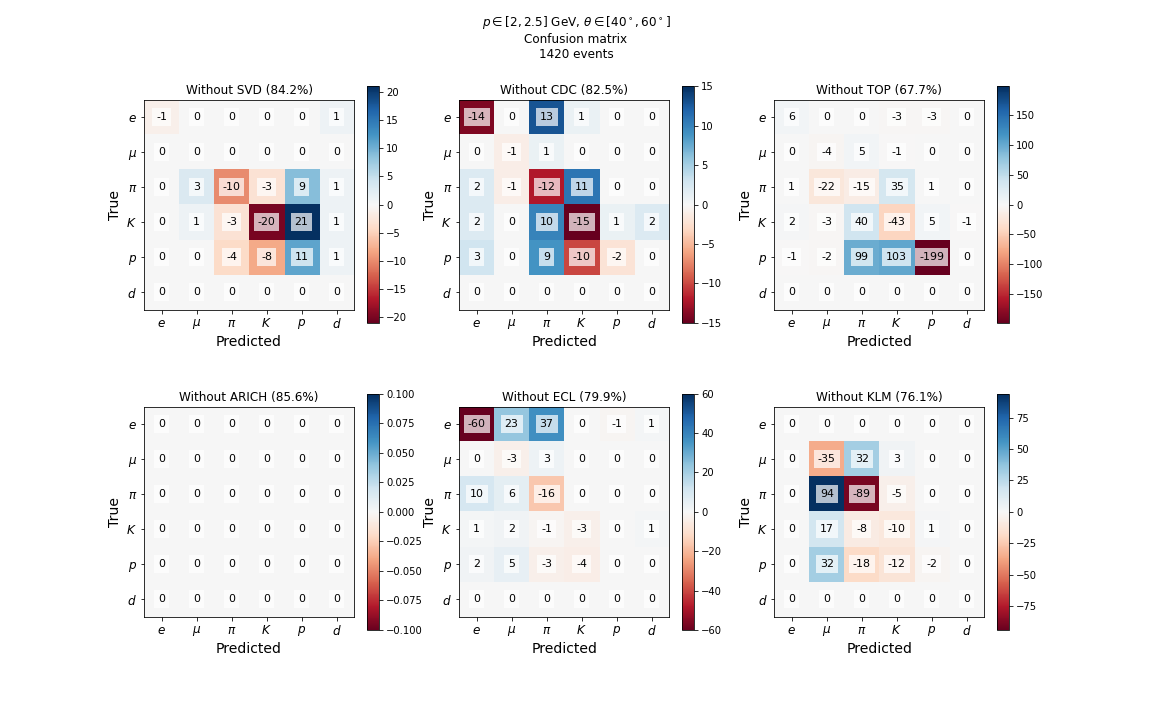 p ∈ [2, 2.5] GeV, θ ∈ [40°, 60°]
Confusion matrix
1420 events
Without SVD (84.2%)
True
e -1 0 0 0 0 1
μ 0 0 0 0 0 0
π 0 3 -10 -3 9 1
K 0 1 -3 -20 21 1
p 0 0 -4 -8 11 1
d 0 0 0 0 0 0
e μ π K p d
Predicted
20
15
10
5
0
−5
−10
−15
−20
Without CDC (82.5%)
True
e -14 0 13 1 0 0
μ 0 -1 1 0 0 0
π 2 -1 -12 11 0 0
K 2 0 10 -15 1 2
p 3 0 9 -10 -2 0
d 0 0 0 0 0 0
e μ π K p d
Predicted
15
10
5
0
−5
−10
−15
Without TOP (67.7%)
True
e 6 0 0 -3 -3 0
μ 0 -4 5 -1 0 0
π 1 -22 -15 35 1 0
K 2 -3 40 -43 5 -1
p -1 -2 99 103 -199 0
d 0 0 0 0 0 0
e μ π K p d
Predicted
150
100
50
0
−50
−100
−150
Without ARICH (85.6%)
True
e 0 0 0 0 0 0
μ 0 0 0 0 0 0
π 0 0 0 0 0 0
K 0 0 0 0 0 0
p 0 0 0 0 0 0
d 0 0 0 0 0 0
e μ π K p d
Predicted
0.100
0.075
0.050
0.025
0.000
−0.025
−0.050
−0.075
−0.100
Without ECL (79.9%)
True
e -60 23 37 0 -1 1
μ 0 -3 3 0 0 0
π 10 6 -16 0 0 0
K 1 2 -1 -3 0 1
p 2 5 -3 -4 0 0
d 0 0 0 0 0 0
e μ π K p d
Predicted
60
40
20
0
−20
−40
−60
Without KLM (76.1%)
True
e 0 0 0 0 0 0
μ 0 -35 32 3 0 0
π 0 94 -89 -5 0 0
K 0 17 -8 -10 1 0
p 0 32 -18 -12 -2 0
d 0 0 0 0 0 0
e μ π K p d
Predicted
75
50
25
0
−25
−50
−75